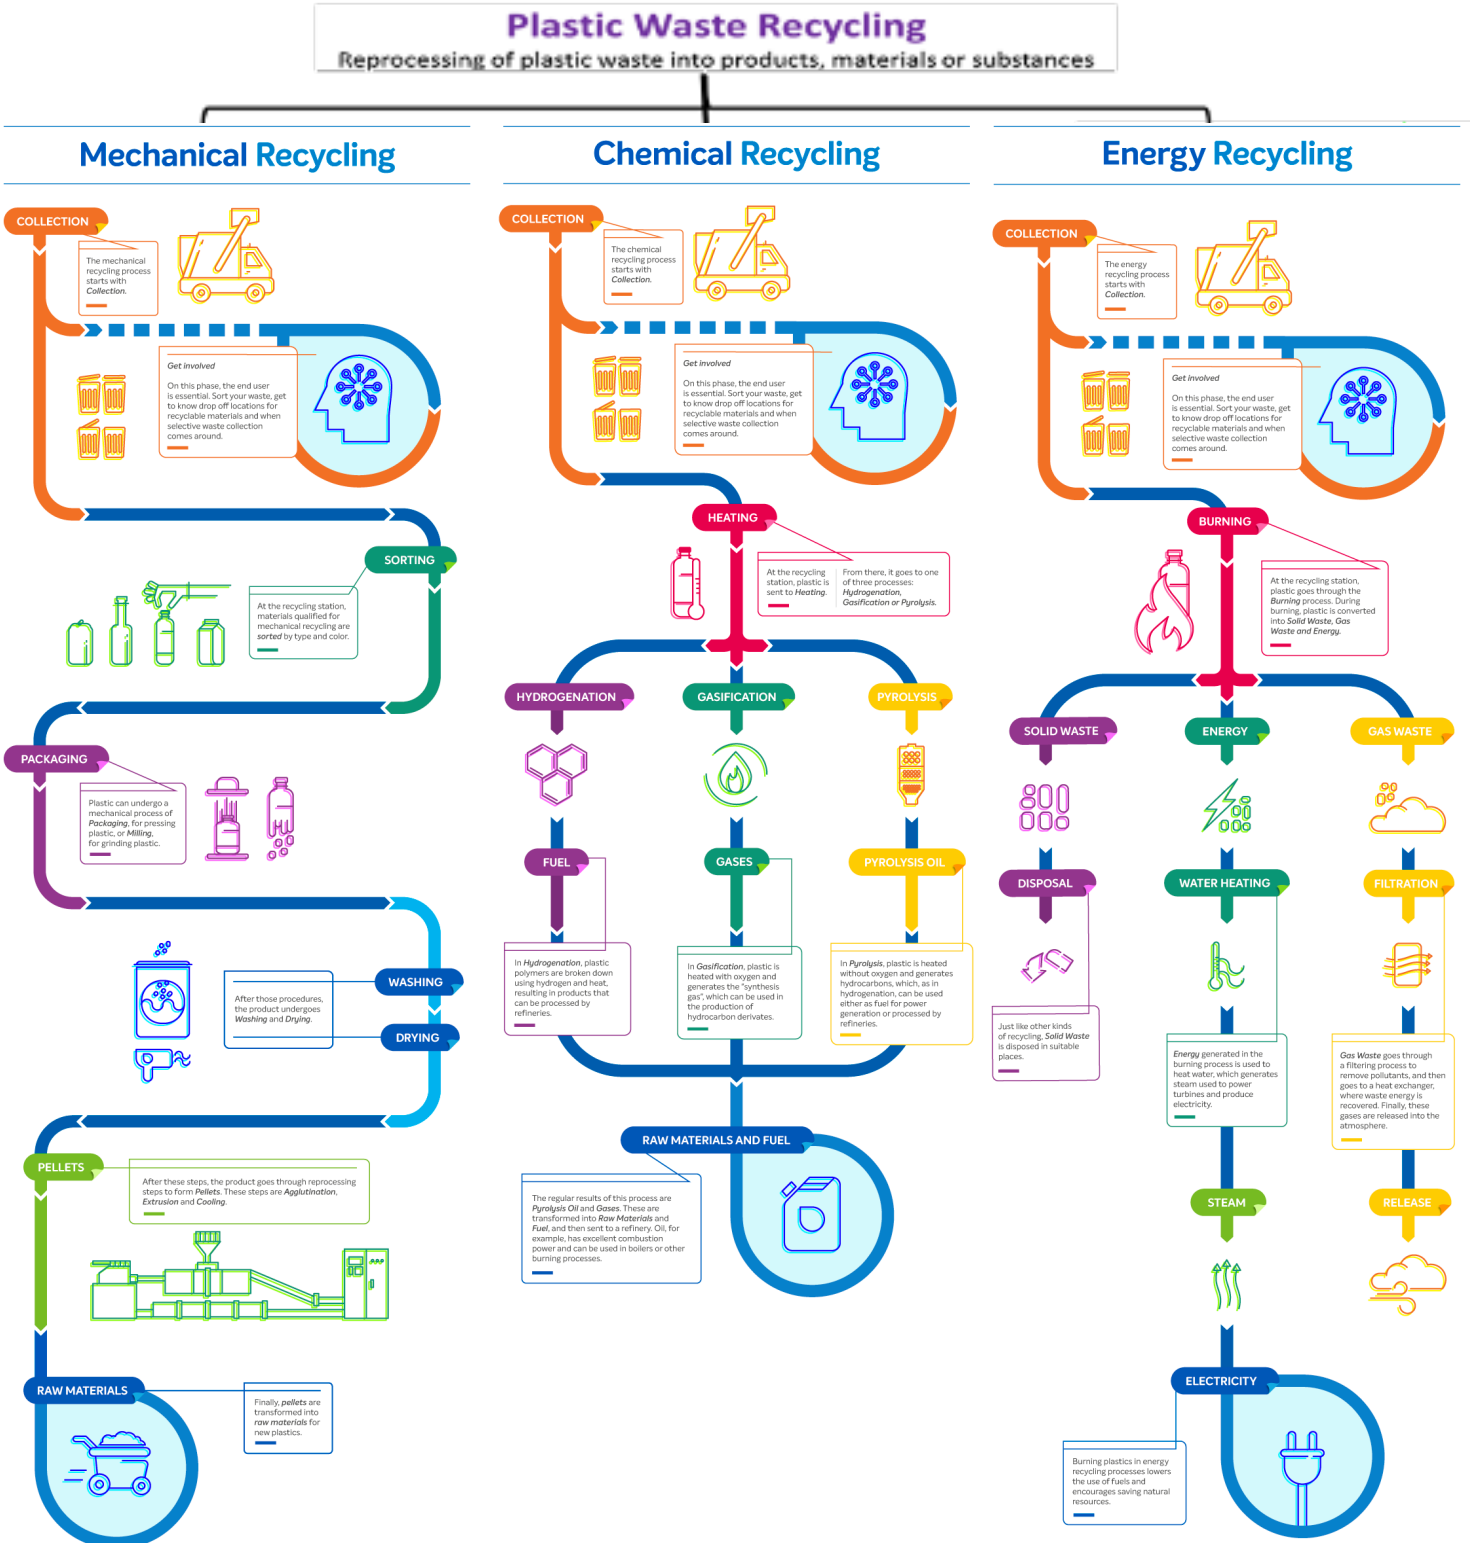 Plastic Waste Recycling
Reprocessing of plastic waste into products, materials or substances
Mechanical Recycling
COLLECTION
The mechanical
recycling process
starts with
Collection.
Get involved
On this phase, the end user
is essential. Sort your waste, get
to know drop off locations for
recyclable materials and when
selective waste collection
comes around.
SORTING
At the recycling station,
materials qualified for
mechanical recycling are
sorted by type and color.
PACKAGING
Plastic can undergo a
mechanical process of
Packaging, for pressing
plastic, or Milling,
for grinding plastic.
WASHING
After those procedures,
the product undergoes
Washing and Drying.
DRYING
PELLETS
After these steps, the product goes through reprocessing
steps to form Pellets. These steps are Agglutination,
Extrusion and Cooling.
RAW MATERIALS
Finally, pellets are
transformed into
raw materials for
new plastics.
Chemical Recycling
COLLECTION
The chemical
recycling process
starts with
Collection.
Get involved
On this phase, the end user
is essential. Sort your waste, get
to know drop off locations for
recyclable materials and when
selective waste collection
comes around.
HEATING
At the recycling
station, plastic is
sent to Heating.
From there, it goes to one
of three processes:
Hydrogenation,
Gasification or Pyrolysis.
HYDROGENATION
GASIFICATION
PYROLYSIS
FUEL
GASES
PYROLYSIS OIL
In Hydrogenation, plastic
polymers are broken down
using hydrogen and heat,
resulting in products that
can be processed by
refineries.
In Gasification, plastic is
heated with oxygen and
generates the "synthesis
gas", which can be used in
the production of
hydrocarbon derivates.
In Pyrolysis, plastic is heated
without oxygen and generates
hydrocarbons, which, as in
hydrogenation, can be used
either as fuel for power
generation or processed by
refineries.
RAW MATERIALS AND FUEL
The regular results of this process are
Pyrolysis Oil and Gases. These are
transformed into Raw Materials and
Fuel, and then sent to a refinery. Oil, for
example, has excellent combustion
power and can be used in boilers or other
burning processes.
Energy Recycling
COLLECTION
The energy
recycling process
starts with
Collection.
Get involved
On this phase, the end user
is essential. Sort your waste, get
to know drop off locations for
recyclable materials and when
selective waste collection
comes around.
BURNING
At the recycling station,
plastic goes through the
Burning process. During
burning, plastic is converted
into Solid Waste, Gas
Waste and Energy.
SOLID WASTE
ENERGY
GAS WASTE
DISPOSAL
WATER HEATING
FILTRATION
Just like other kinds
of recycling, Solid Waste
is disposed in suitable
places.
Energy generated in the
burning process is used to
heat water, which generates
steam used to power
turbines and produce
electricity.
Gas Waste goes through
a filtering process to
remove pollutants, and then
goes to a heat exchanger,
where waste energy is
recovered. Finally, these
gases are released into the
atmosphere.
STEAM
RELEASE
ELECTRICITY
Burning plastics in energy
recycling processes lowers
the use of fuels and
encourages saving natural
resources.